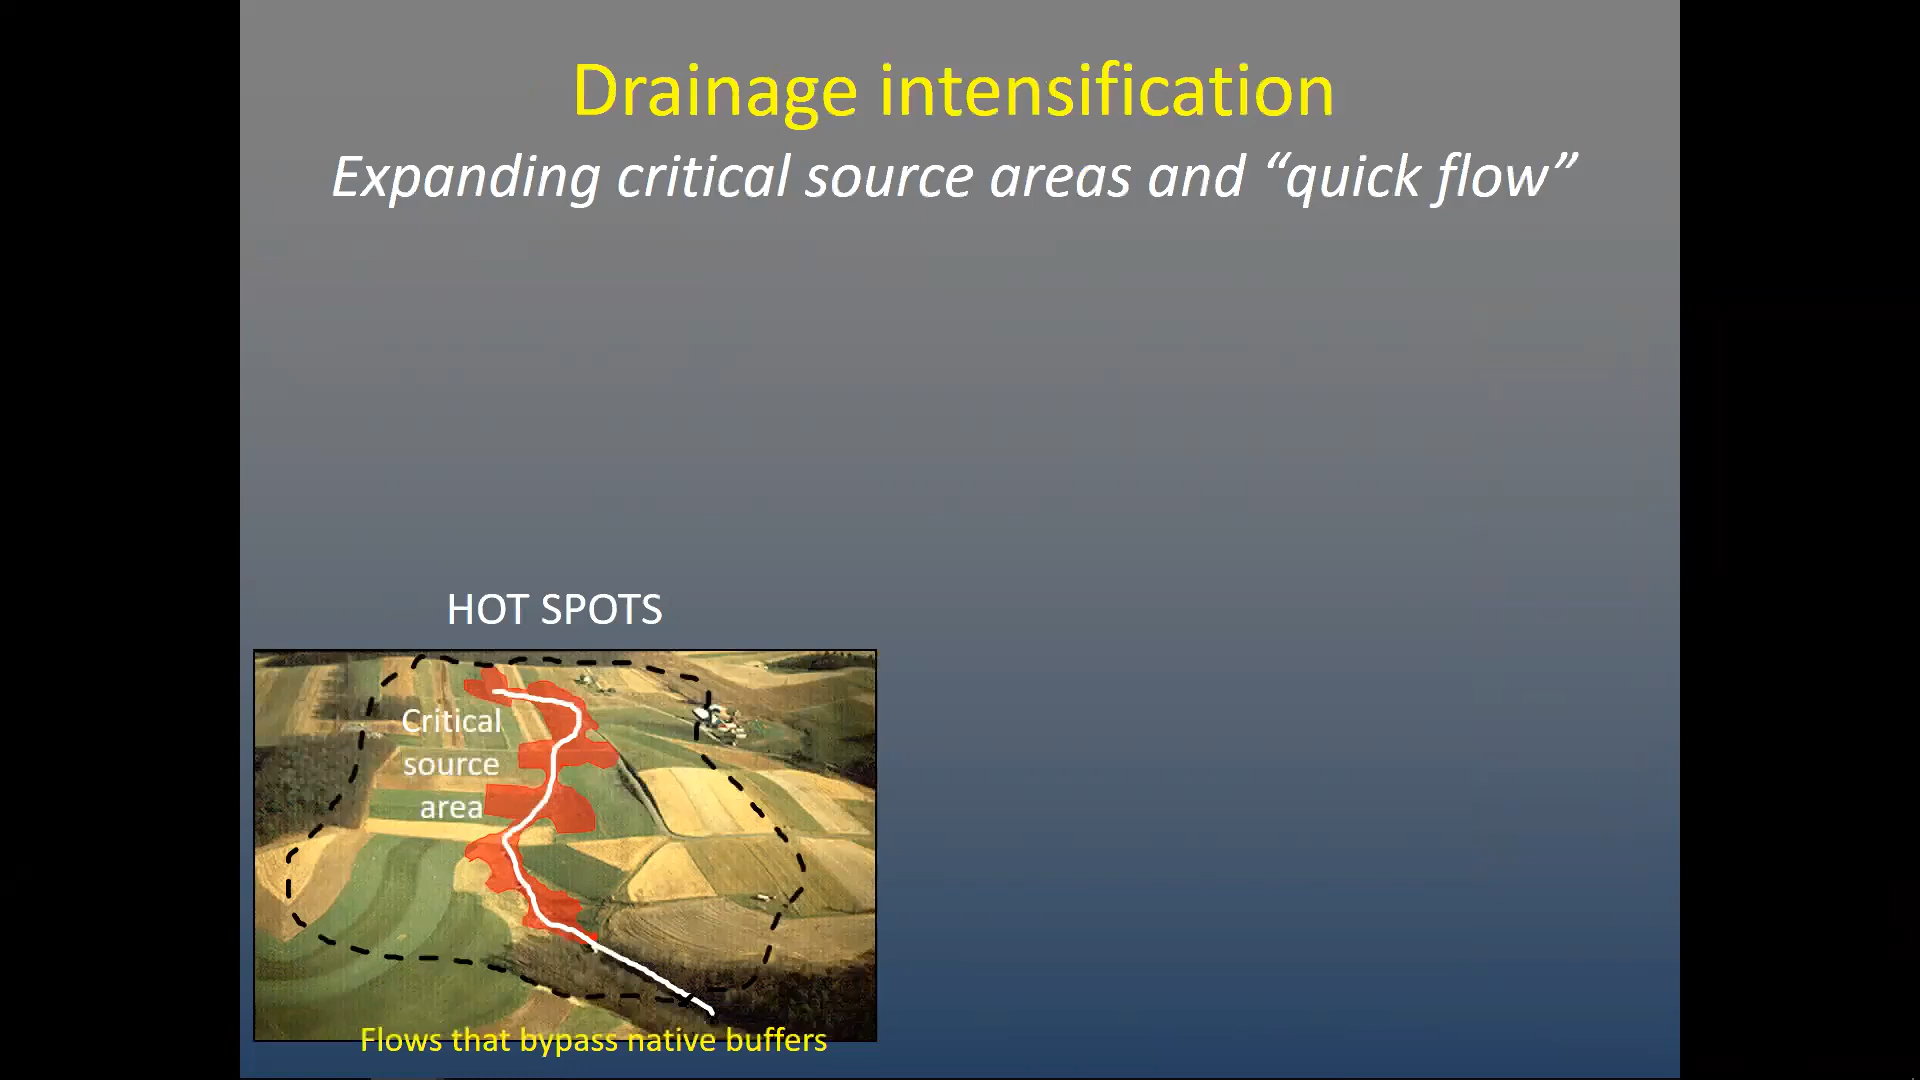 Drainage intensification
Expanding critical source areas and “quick flow”
HOT SPOTS
Critical
source
area
Flows that bypass native buffers